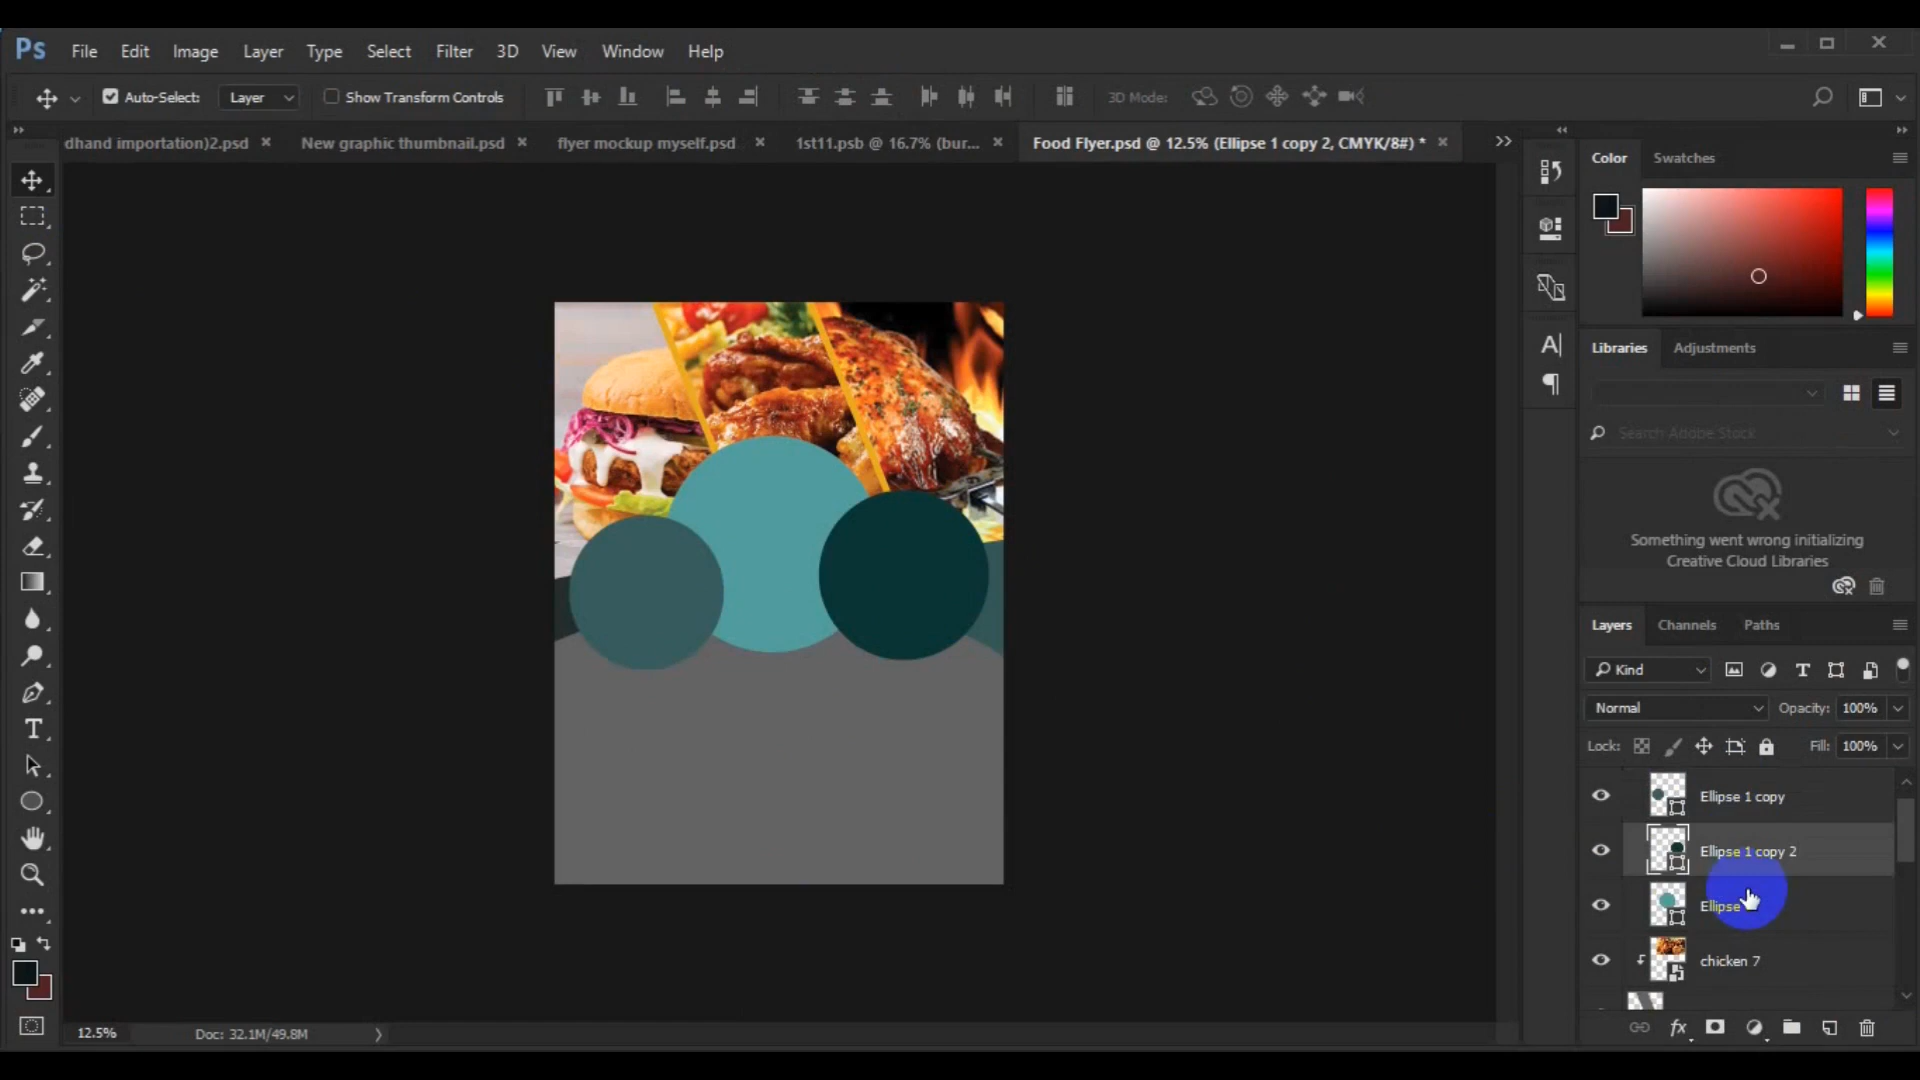 Ps File Edit Image Layer Type Select Filter 3D View Window Help
Auto-Select: Layer Show Transform Controls 3D Mode:
dhand importation)2.psd × New graphic thumbnail.psd × flyer mockup myself.psd × 1st11.psb @ 16.7% (bur... × Food Flyer.psd @ 12.5% (Ellipse 1 copy 2, CMYK/8#) * ×
Color Swatches
Libraries Adjustments
Search Adobe Stock
Something went wrong initializing
Creative Cloud Libraries
Layers Channels Paths
Kind
Normal Opacity: 100%
Lock: Fill: 100%
Ellipse 1 copy
Ellipse 1 copy 2
Ellipse
chicken 7
fx
12.5% Doc: 32.1M/49.8M